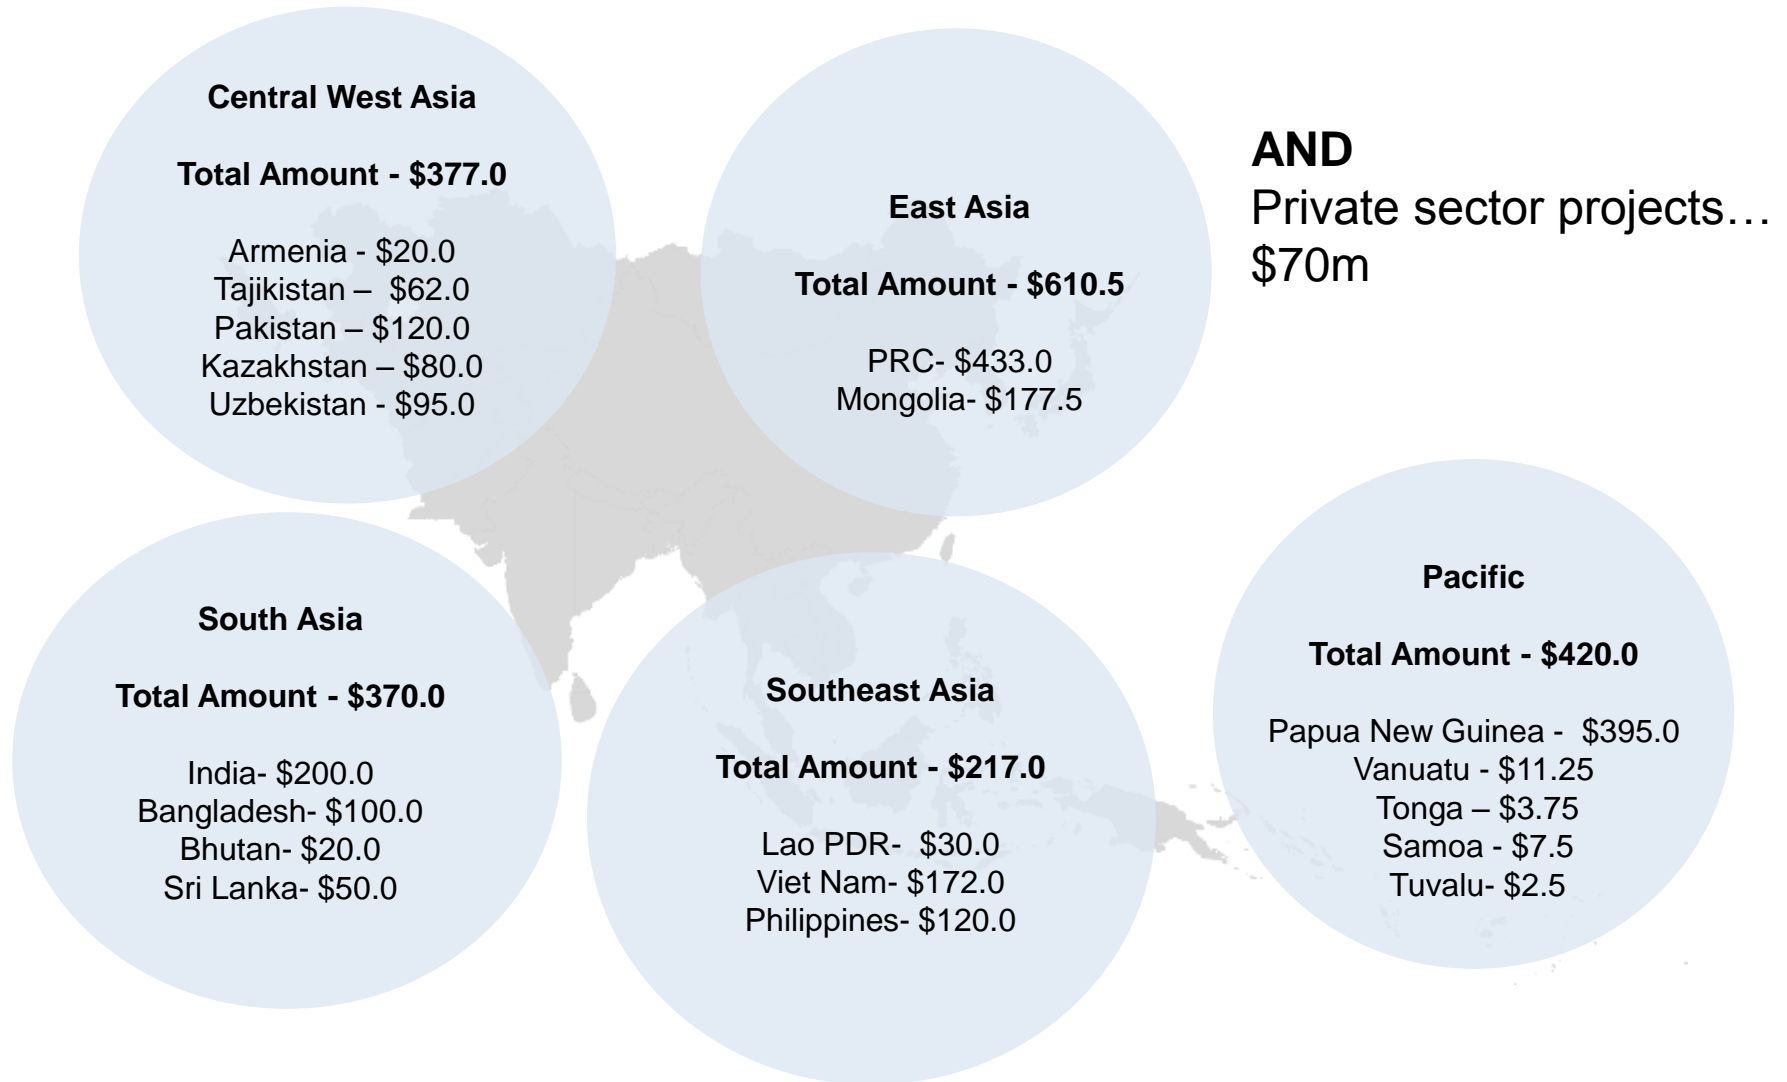 Central West Asia
Total Amount - $377.0
Armenia - $20.0
Tajikistan –  $62.0
Pakistan – $120.0
Kazakhstan – $80.0
Uzbekistan - $95.0
East Asia
Total Amount - $610.5
PRC- $433.0
Mongolia- $177.5
AND
Private sector projects…
$70m
South Asia
Total Amount - $370.0
India- $200.0
Bangladesh- $100.0
Bhutan- $20.0
Sri Lanka- $50.0
Southeast Asia
Total Amount - $217.0
Lao PDR-  $30.0
Viet Nam- $172.0
Philippines- $120.0
Pacific
Total Amount - $420.0
Papua New Guinea -  $395.0
Vanuatu - $11.25
Tonga – $3.75
Samoa - $7.5
Tuvalu- $2.5